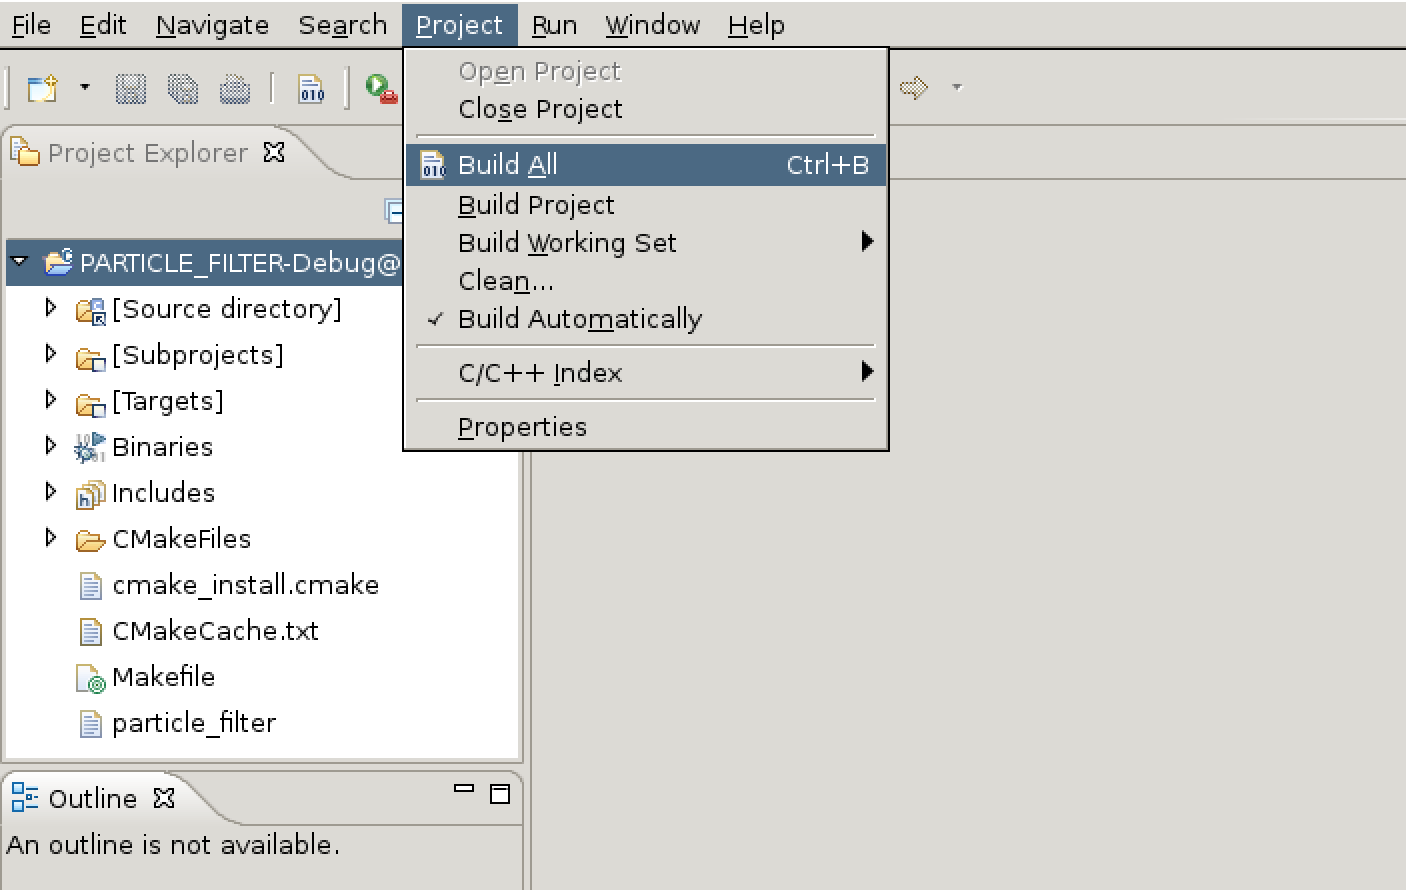 File Edit Navigate Search Project Run Window Help
Open Project
Close Project
Project Explorer
010 Build All Ctrl+B
Build Project
Build Working Set
Clean...
Build Automatically
C/C++ Index
Properties
PARTICLE_FILTER-Debug@
[Source directory]
[Subprojects]
[Targets]
Binaries
Includes
CMakeFiles
cmake_install.cmake
CMakeCache.txt
Makefile
particle_filter
Outline
An outline is not available.